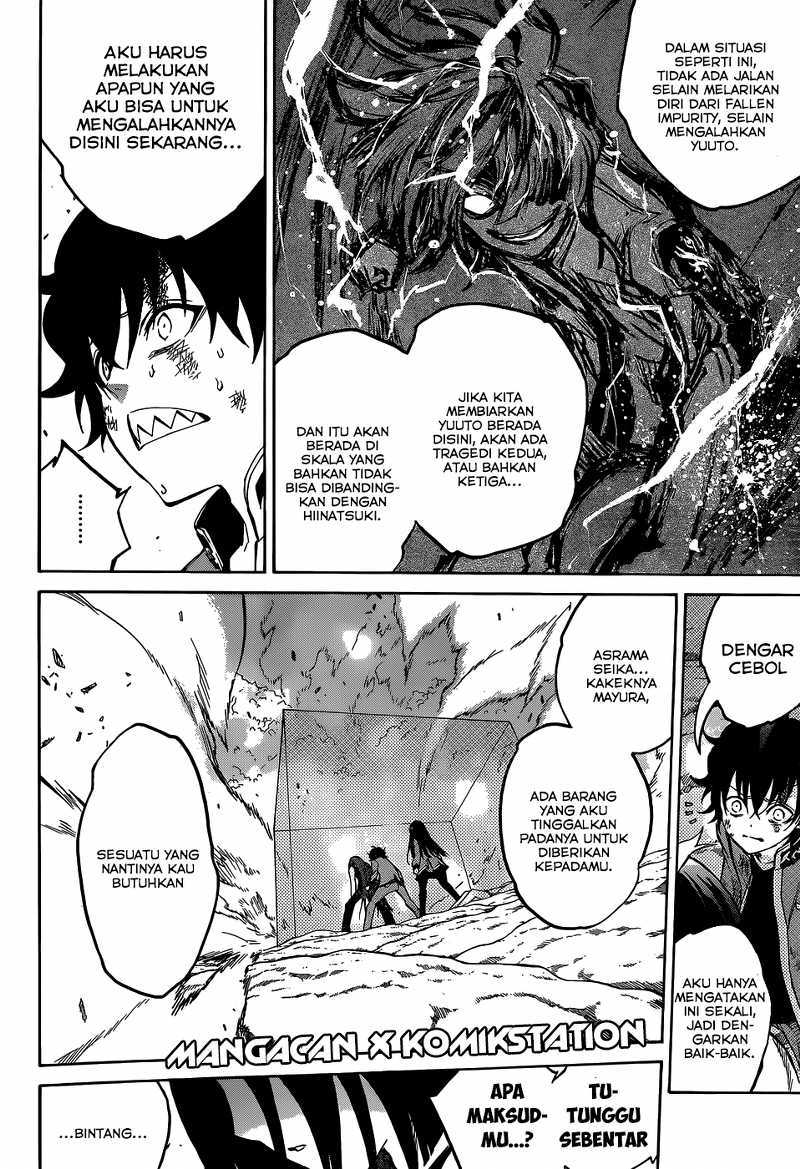 DALAM SITUASI
SEPERTI INI,
TIDAK ADA JALAN
SELAIN MELARIKAN
DIRI DARI FALLEN
IMPURITY, SELAIN
MENGALAHKAN
YUUTO.
JIKA KITA
MEMBIARKAN
YUUTO BERADA
DISINI, AKAN ADA
TRAGEDI KEDUA,
ATAU BAHKAN
KETIGA...
DAN ITU AKAN
BERADA DI
SKALA YANG
BAHKAN TIDAK
BISA DIBANDING-
KAN DENGAN
HIINATSUKI.
AKU HARUS
MELAKUKAN
APAPUN YANG
AKU BISA UNTUK
MENGALAHKANNYA
DISINI SEKARANG...
.........
DENGAR
CEBOL
AKU HANYA
MENGATAKAN
INI SEKALI,
JADI DEN-
GARKAN
BAIK-BAIK.
ASRAMA
SEIKA...
KAKEKNYA
MAYURA,
ADA BARANG
YANG AKU
TINGGALKAN
PADANYA UNTUK
DIBERIKAN
KEPADAMU.
SESUATU YANG
NANTINYA KAU
BUTUHKAN
MANGACAN X KOMIKSTATION
TU-
TUNGGU
SEBENTAR
APA
MAKSUD-
MU...?
...BINTANG...